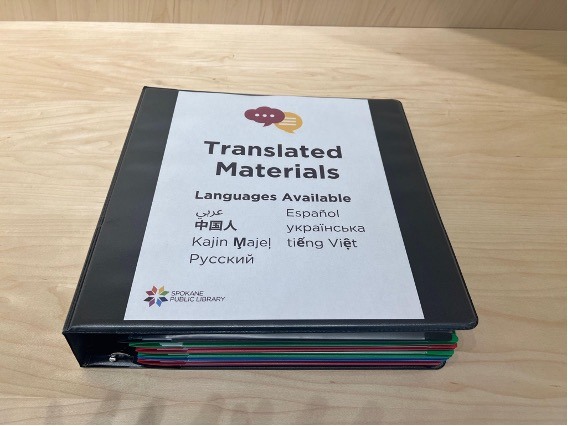 Translated
Materials
Languages Available
عربي
中国人
Kajin M̧ajeļ
Русский
Español
українська
tiếng Việt
SPOKANE
PUBLIC LIBRARY